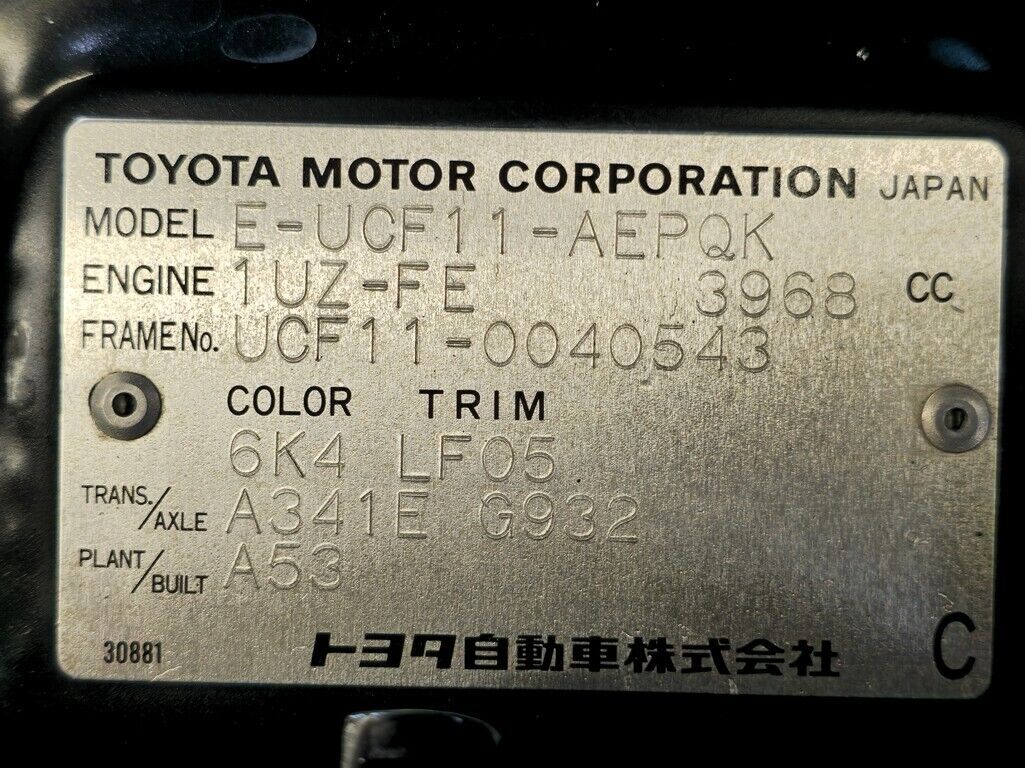 TOYOTA MOTOR CORPORATION JAPAN
MODEL E-UCF11-AEPQK
ENGINE 1UZ-FE 3968 CC
FRAME No. UCF11-0040543
COLOR TRIM
6K4 LF05
TRANS./AXLE A341E G932
PLANT/BUILT A53
30881 トヨタ自動車株式会社 C